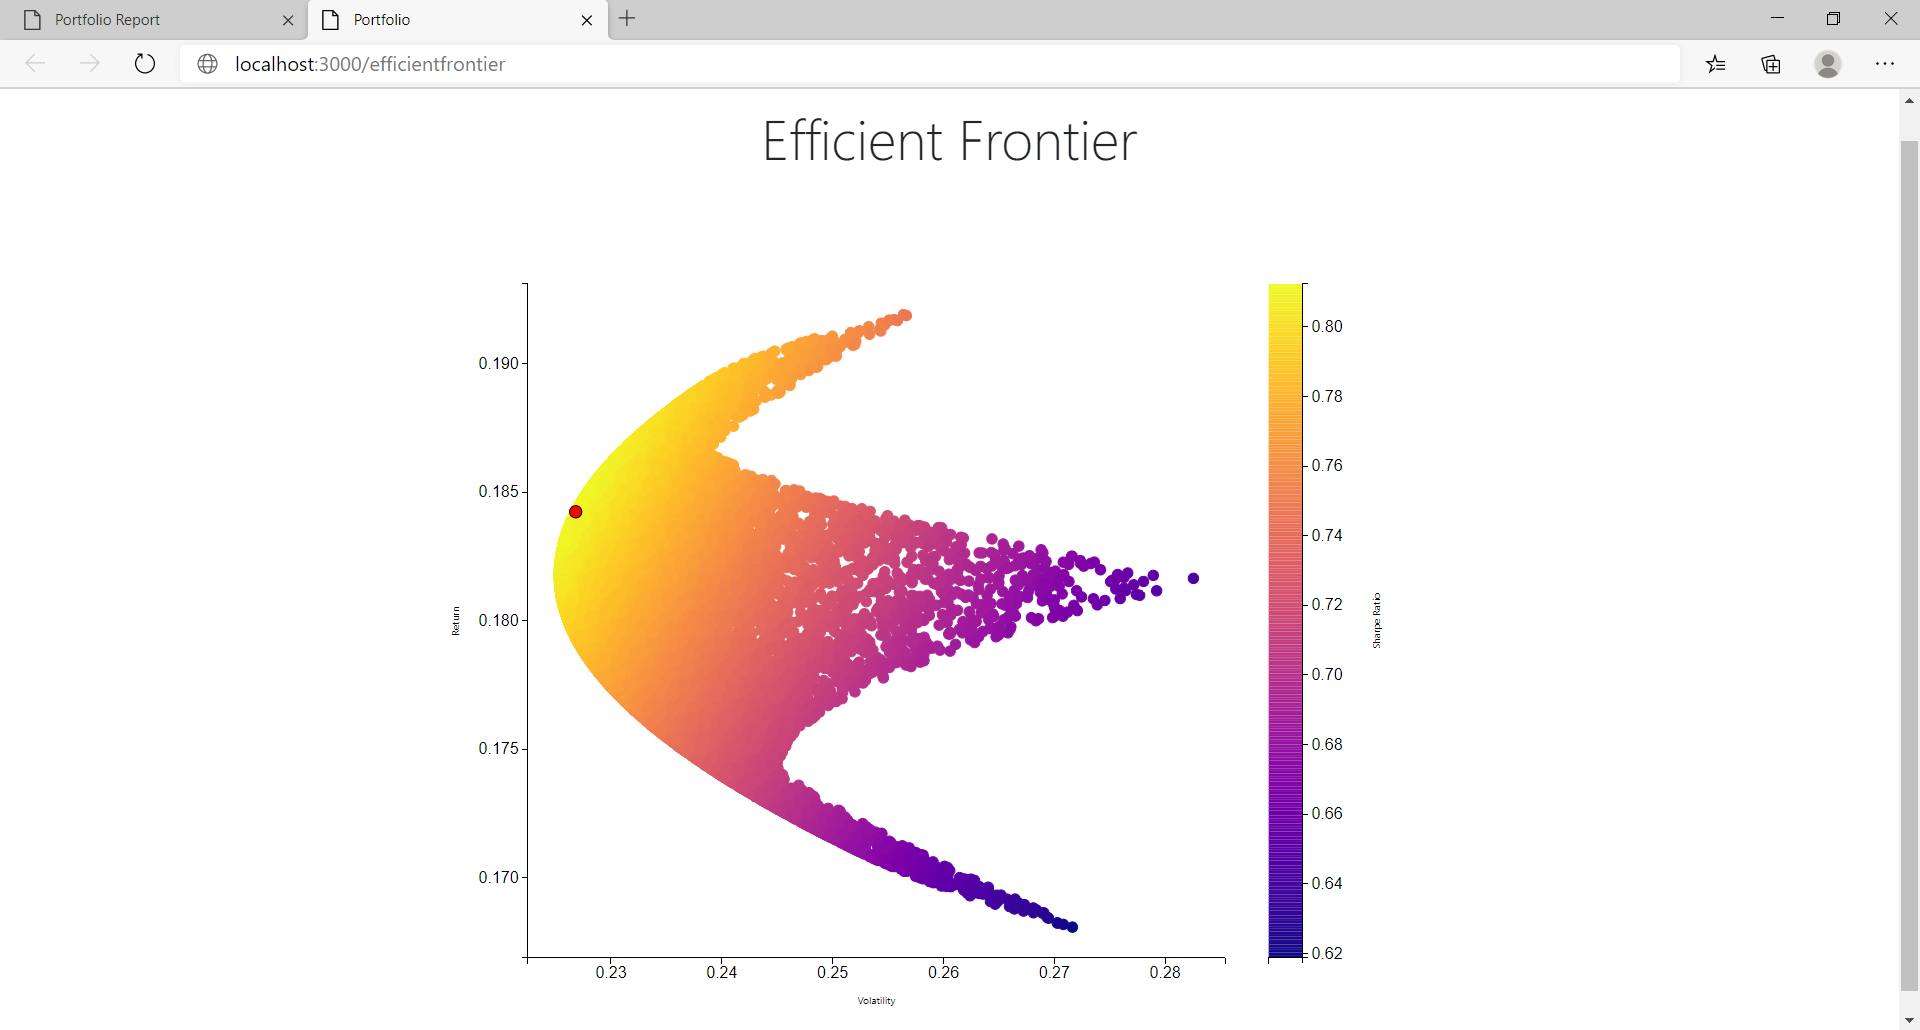 Portfolio Report
Portfolio
localhost:3000/efficientfrontier
Efficient Frontier
0.190
0.185
0.180
0.175
0.170
Return
0.23 0.24 0.25 0.26 0.27 0.28
Volatility
0.80
0.78
0.76
0.74
0.72
0.70
0.68
0.66
0.64
0.62
Sharpe Ratio